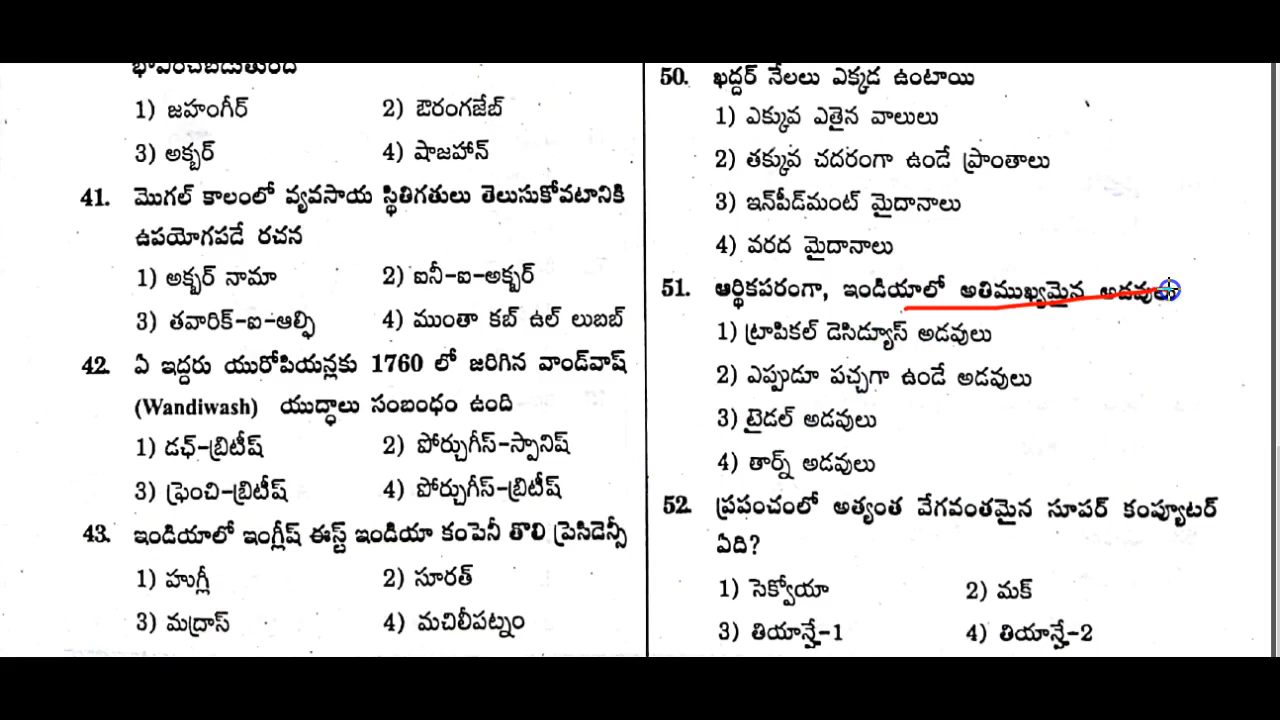 భావించబడుతుంది
1) జహంగీర్ 2) ఔరంగజేబ్
3) అక్బర్ 4) షాజహాన్
41. మొగల్ కాలంలో వ్యవసాయ స్థితిగతులు తెలుసుకోవటానికి
ఉపయోగపడే రచన
1) అక్బర్ నామా 2) ఐనీ-ఐ-అక్బర్
3) తవారిక్-ఐ-ఆల్ఫి 4) ముంతా కబ్ ఉల్ లుబబ్
42. ఏ ఇద్దరు యురోపియన్లకు 1760 లో జరిగిన వాండ్‌వాష్
(Wandiwash) యుద్ధాలు సంబంధం ఉంది
1) డచ్-బ్రిటీష్ 2) పోర్చుగీస్-స్పానిష్
3) ఫ్రెంచి-బ్రిటీష్ 4) పోర్చుగీస్-బ్రిటీష్
43. ఇండియాలో ఇంగ్లీష్ ఈస్ట్ ఇండియా కంపెనీ తొలి ప్రెసిడెన్సీ
1) హుగ్లీ 2) సూరత్
3) మద్రాస్ 4) మచిలీపట్నం
50. ఖద్దర్ నేలలు ఎక్కడ ఉంటాయి
1) ఎక్కువ ఎతైన వాలులు
2) తక్కువ చదరంగా ఉండే ప్రాంతాలు
3) ఇన్‌పీడ్‌మంట్ మైదానాలు
4) వరద మైదానాలు
51. ఆర్థికపరంగా, ఇండియాలో అతిముఖ్యమైన అడవులు
1) ట్రాపికల్ డెసిడ్యూస్ అడవులు
2) ఎప్పుడూ పచ్చగా ఉండే అడవులు
3) టైడల్ అడవులు
4) తార్న్ అడవులు
52. ప్రపంచంలో అత్యంత వేగవంతమైన సూపర్ కంప్యూటర్
ఏది?
1) సెక్వోయా 2) మక్
3) తియాన్హే-1 4) తియాన్హే-2